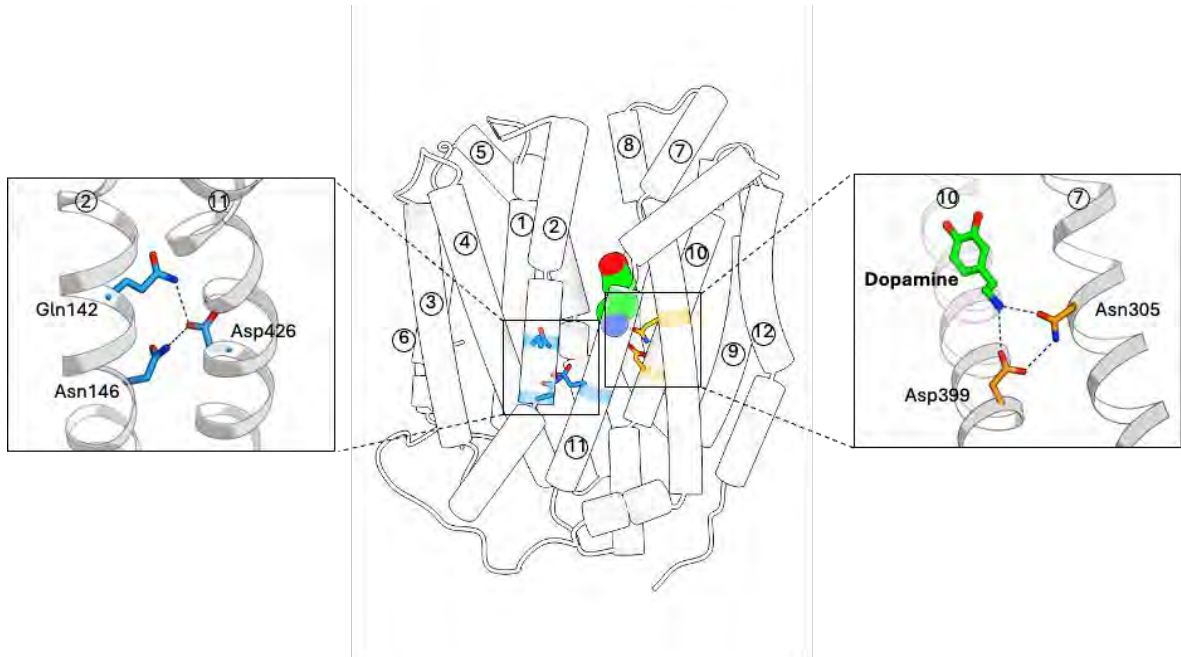 ②
⑪
Gln142
Asp426
Asn146
⑤
⑧
⑦
①
②
④
⑩
③
⑥
⑫
⑨
⑪
⑩
⑦
Dopamine
Asn305
Asp399